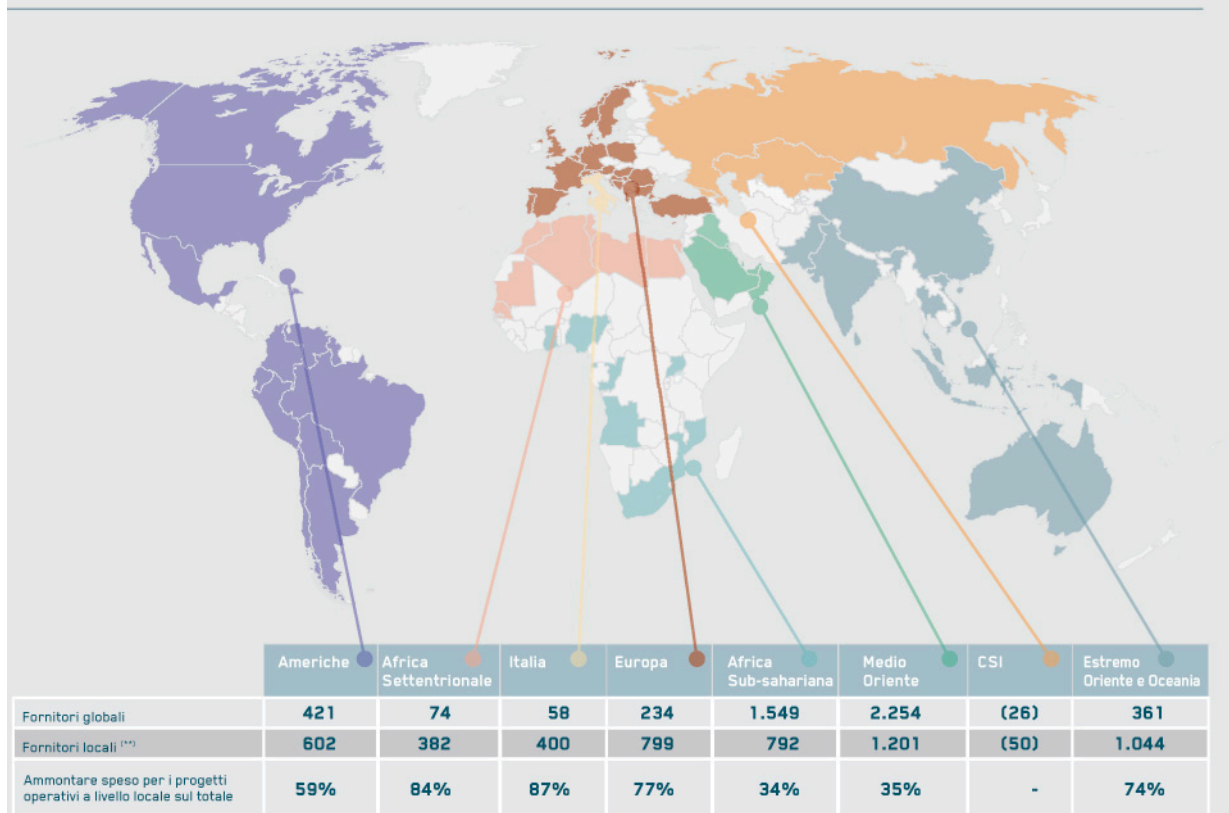 Americhe Africa Settentrionale Italia Europa Africa Sub-sahariana Medio Oriente CSI Estremo Oriente e Oceania
Fornitori globali 421 74 58 234 1.549 2.254 (26) 361
Fornitori locali (**) 602 382 400 799 792 1.201 (50) 1.044
Ammontare speso per i progetti
operativi a livello locale sul totale 59% 84% 87% 77% 34% 35% - 74%